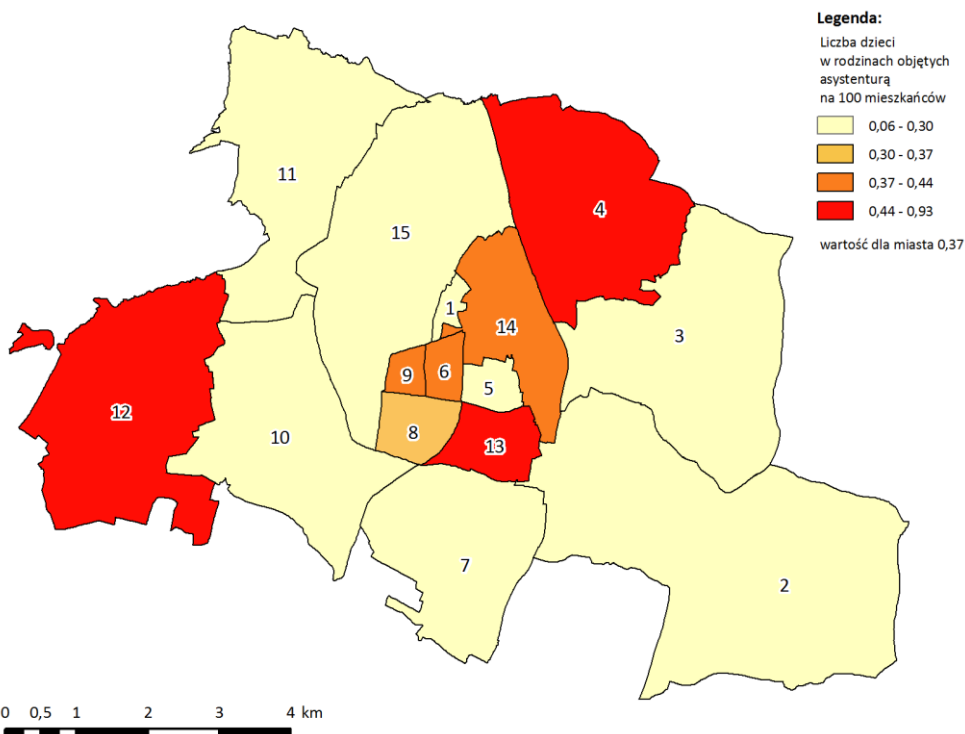 Legenda:
Liczba dzieci
w rodzinach objętych
asystenturą
na 100 mieszkańców
0,06 - 0,30
0,30 - 0,37
0,37 - 0,44
0,44 - 0,93
wartość dla miasta 0,37
11
4
15
1
14
3
9
6
5
12
8
13
10
7
2
0 0,5 1 2 3 4 km